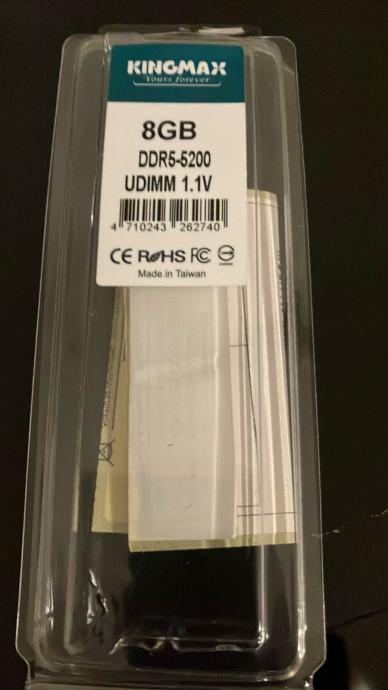 KINGMAX
Yours forever
8GB
DDR5-5200
UDIMM 1.1V
4 710243 262740
CE RoHS FC
Made in Taiwan